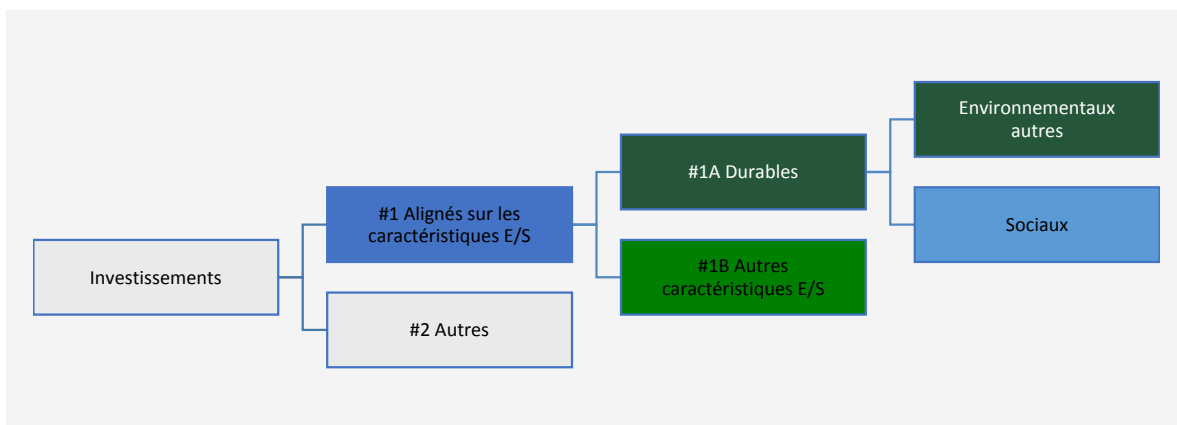 Investissements
#1 Alignés sur les
caractéristiques E/S
#2 Autres
#1A Durables
#1B Autres
caractéristiques E/S
Environnementaux
autres
Sociaux